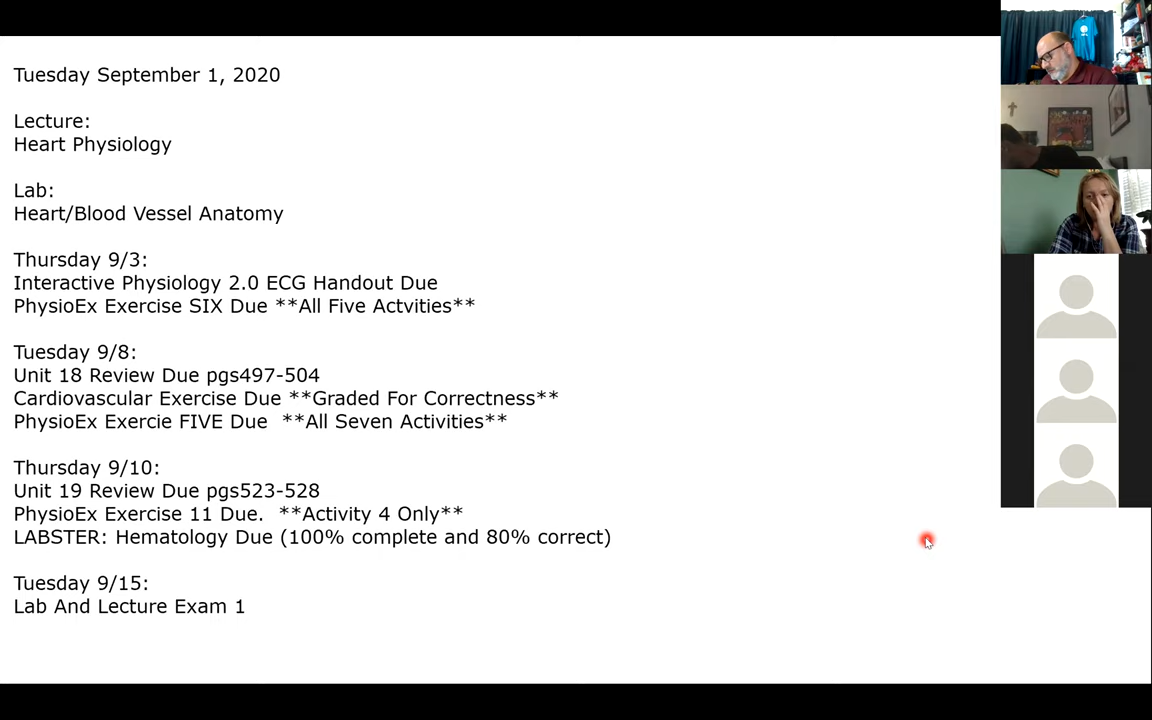 Tuesday September 1, 2020
Lecture:
Heart Physiology
Lab:
Heart/Blood Vessel Anatomy
Thursday 9/3:
Interactive Physiology 2.0 ECG Handout Due
PhysioEx Exercise SIX Due **All Five Actvities**
Tuesday 9/8:
Unit 18 Review Due pgs497-504
Cardiovascular Exercise Due **Graded For Correctness**
PhysioEx Exercie FIVE Due  **All Seven Activities**
Thursday 9/10:
Unit 19 Review Due pgs523-528
PhysioEx Exercise 11 Due.  **Activity 4 Only**
LABSTER: Hematology Due (100% complete and 80% correct)
Tuesday 9/15:
Lab And Lecture Exam 1